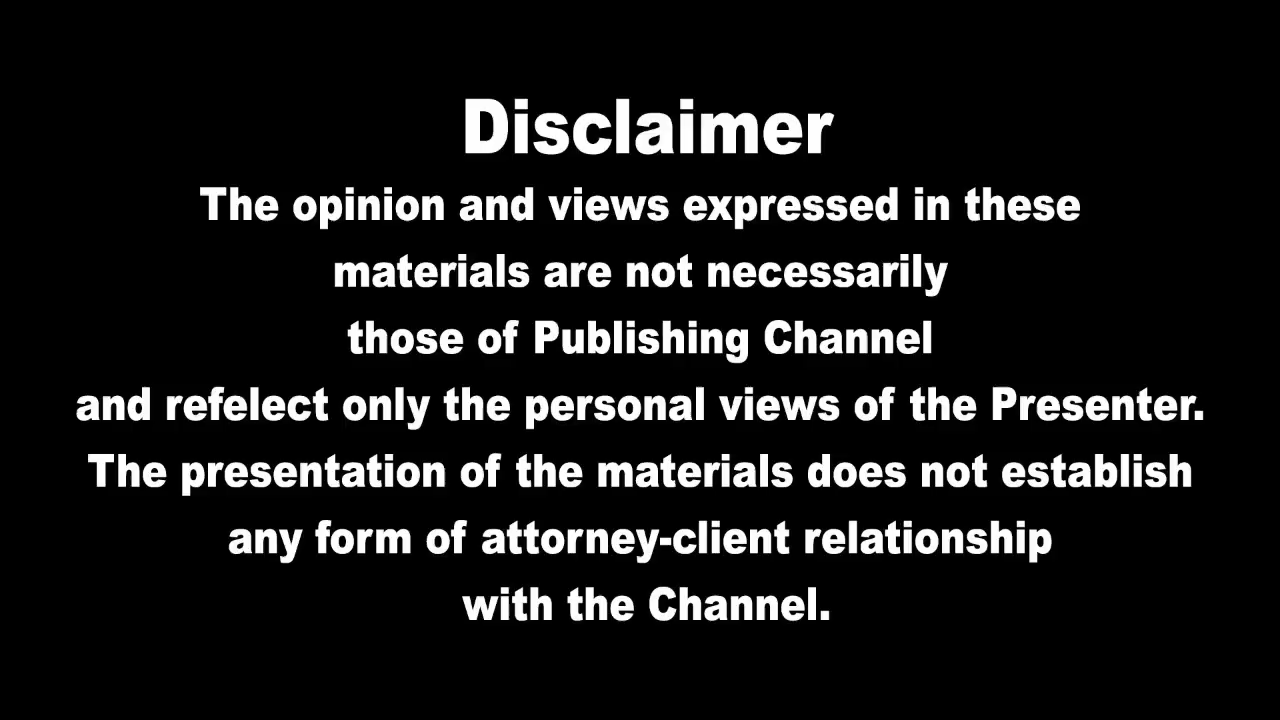 Disclaimer
The opinion and views expressed in these
materials are not necessarily
those of Publishing Channel
and refelect only the personal views of the Presenter.
The presentation of the materials does not establish
any form of attorney-client relationship
with the Channel.